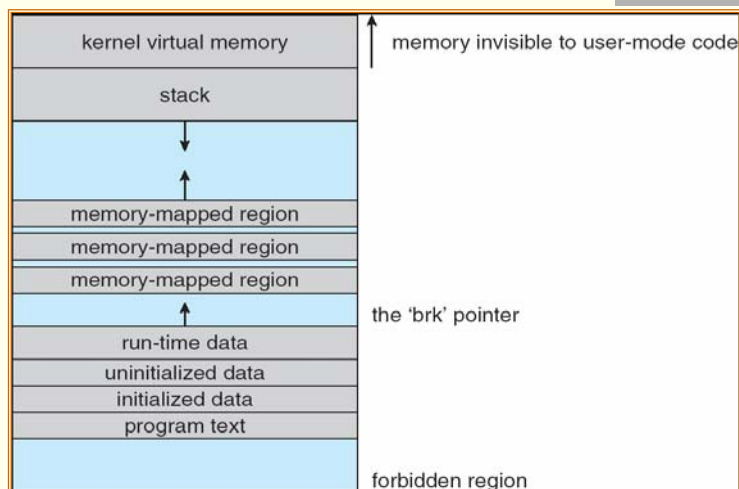 kernel virtual memory
memory invisible to user-mode code
stack
memory-mapped region
memory-mapped region
memory-mapped region
the ‘brk’ pointer
run-time data
uninitialized data
initialized data
program text
forbidden region